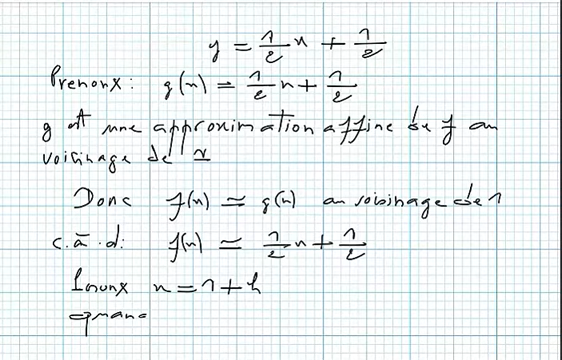 y = 1/2 x + 1/2
Prenons: g(x) = 1/2 x + 1/2
g est une approximation affine de f au
voisinage de 1
Donc f(x) ≃ g(x) au voisinage de 1
c.à.d: f(x) ≃ 1/2 x + 1/2
Posons x = 1 + h
quand